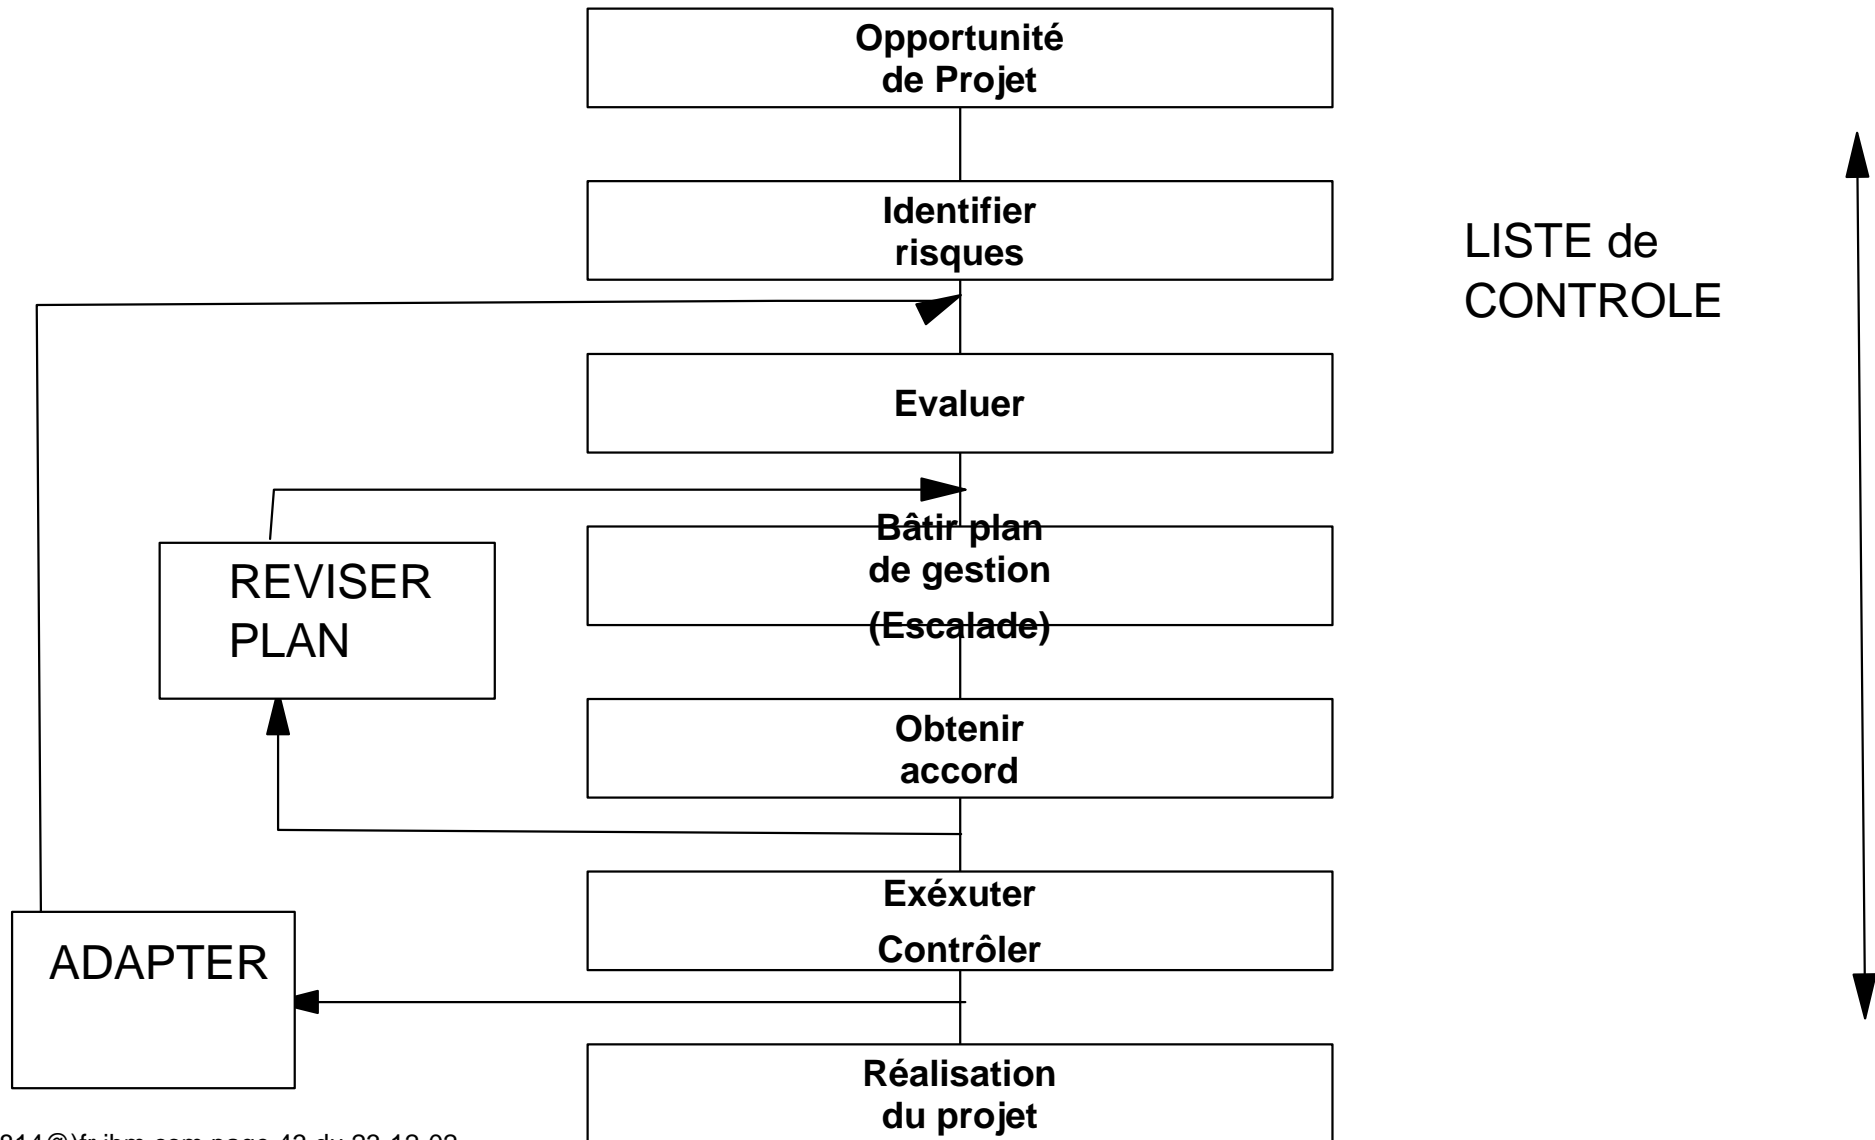 Opportunité
de Projet
Identifier
risques
LISTE de
CONTROLE
Evaluer
Bâtir plan
de gestion
(Escalade)
REVISER
PLAN
Obtenir
accord
Exéxuter
Contrôler
ADAPTER
Réalisation
du projet